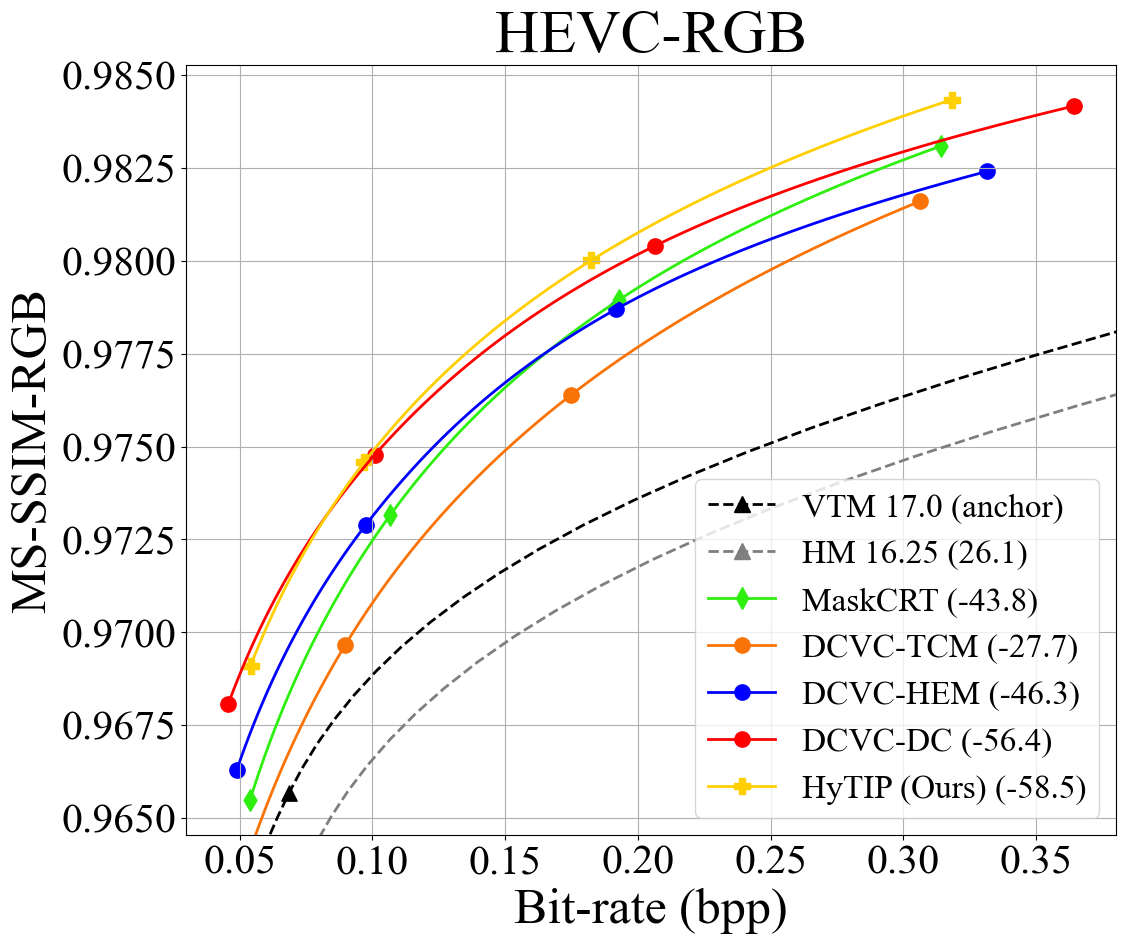 HEVC-RGB
MS-SSIM-RGB
0.9850
0.9825
0.9800
0.9775
0.9750
0.9725
0.9700
0.9675
0.9650
VTM 17.0 (anchor)
HM 16.25 (26.1)
MaskCRT (-43.8)
DCVC-TCM (-27.7)
DCVC-HEM (-46.3)
DCVC-DC (-56.4)
HyTIP (Ours) (-58.5)
0.05 0.10 0.15 0.20 0.25 0.30 0.35
Bit-rate (bpp)